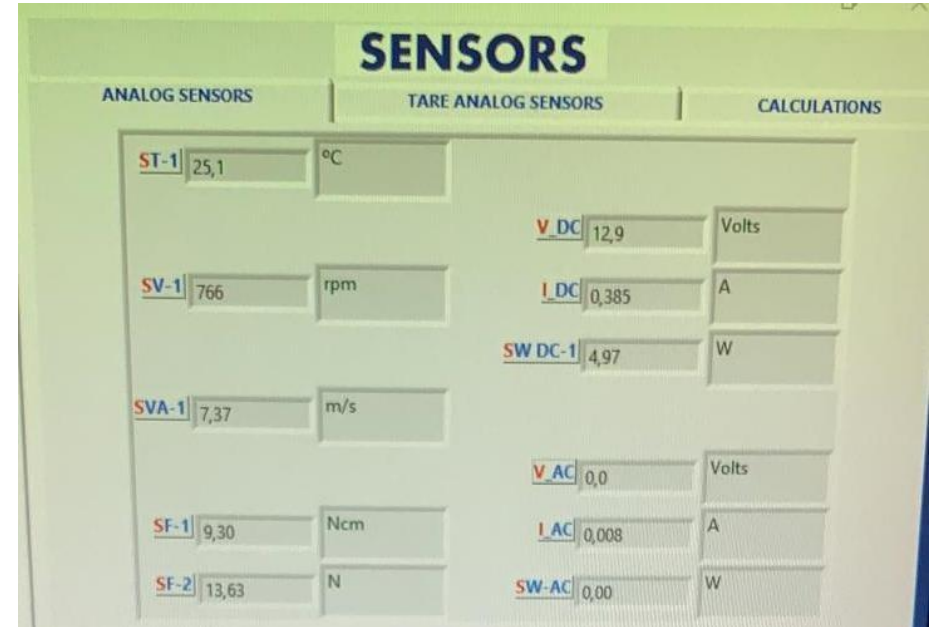 SENSORS
ANALOG SENSORS TARE ANALOG SENSORS CALCULATIONS
ST-1 25,1 ºC
V_DC 12,9 Volts
SV-1 766 rpm
I_DC 0,385 A
SW DC-1 4,97 W
SVA-1 7,37 m/s
V_AC 0,0 Volts
SF-1 9,30 Ncm
I_AC 0,008 A
SF-2 13,63 N
SW-AC 0,00 W